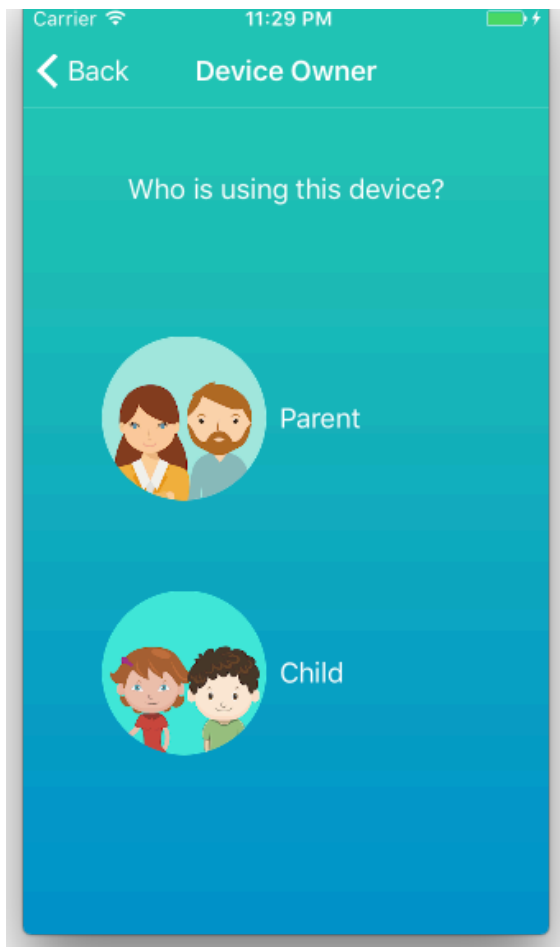 Carrier 11:29 PM
Back Device Owner
Who is using this device?
Parent
Child